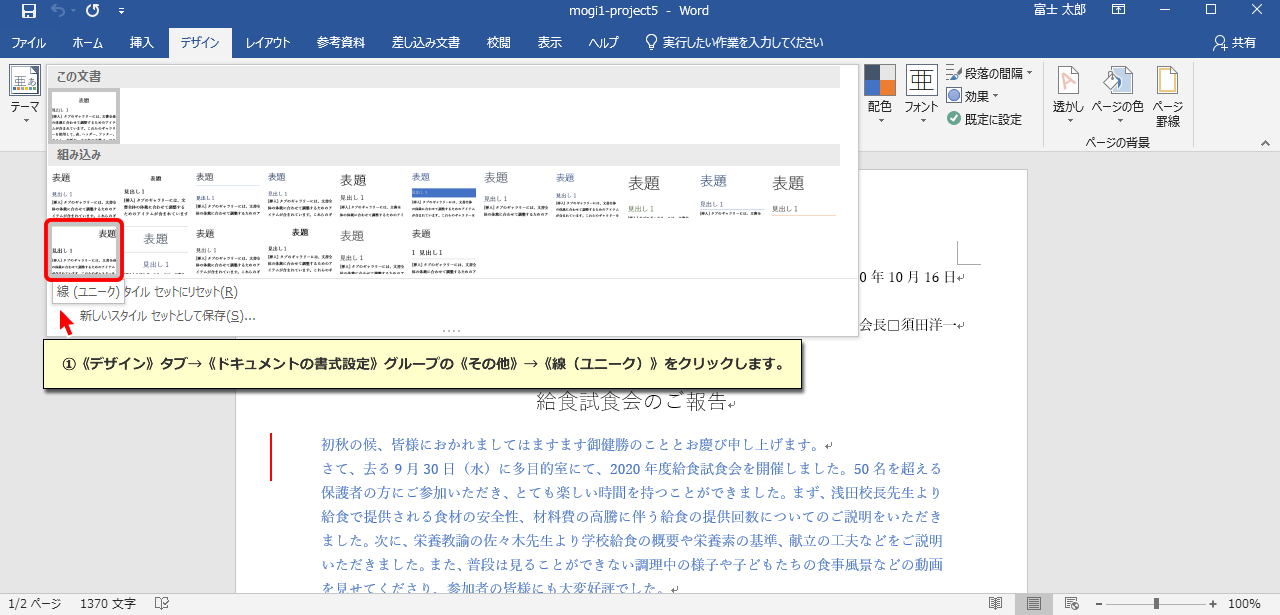 mogi1-project5 - Word
富士 太郎
ファイル
ホーム
挿入
デザイン
レイアウト
参考資料
差し込み文書
校閲
表示
ヘルプ
実行したい作業を入力してください
共有
テーマ
この文書
表題
見出し 1
組み込み
表題 表題 表題 表題 表題 表題 表題 表題 表題 表題 表題
見出し 1 見出し 1 見出し 1 見出し 1 見出し 1 見出し 1 見出し 1 見出し 1 見出し 1 見出し 1 見出し 1
表題 表題 表題 表題 表題 表題
見出し 1 見出し 1 見出し 1 見出し 1 見出し 1 1 見出し 1
線 (ユニーク)
タイル セットにリセット(R)
新しいスタイル セットとして保存(S)...
配色
亜
フォント
段落の間隔
効果
既定に設定
透かし
ページの色
ページ
罫線
ページの背景
①《デザイン》タブ→《ドキュメントの書式設定》グループの《その他》→《線（ユニーク）》をクリックします。
0 年 10 月 16 日
会長□須田洋一
給食試食会のご報告
初秋の候、皆様におかれましてはますます御健勝のこととお慶び申し上げます。
さて、去る 9 月 30 日（水）に多目的室にて、2020 年度給食試食会を開催しました。50 名を超える
保護者の方にご参加いただき、とても楽しい時間を持つことができました。まず、浅田校長先生より
給食で提供される食材の安全性、材料費の高騰に伴う給食の提供回数についてのご説明をいただき
ました。次に、栄養教諭の佐々木先生より学校給食の概要や栄養素の基準、献立の工夫などをご説明
いただきました。また、普段は見ることができない調理中の様子や子どもたちの食事風景などの動画
を見せてくださり、参加者の皆様にも大変好評でした。
1/2 ページ
1370 文字
100%